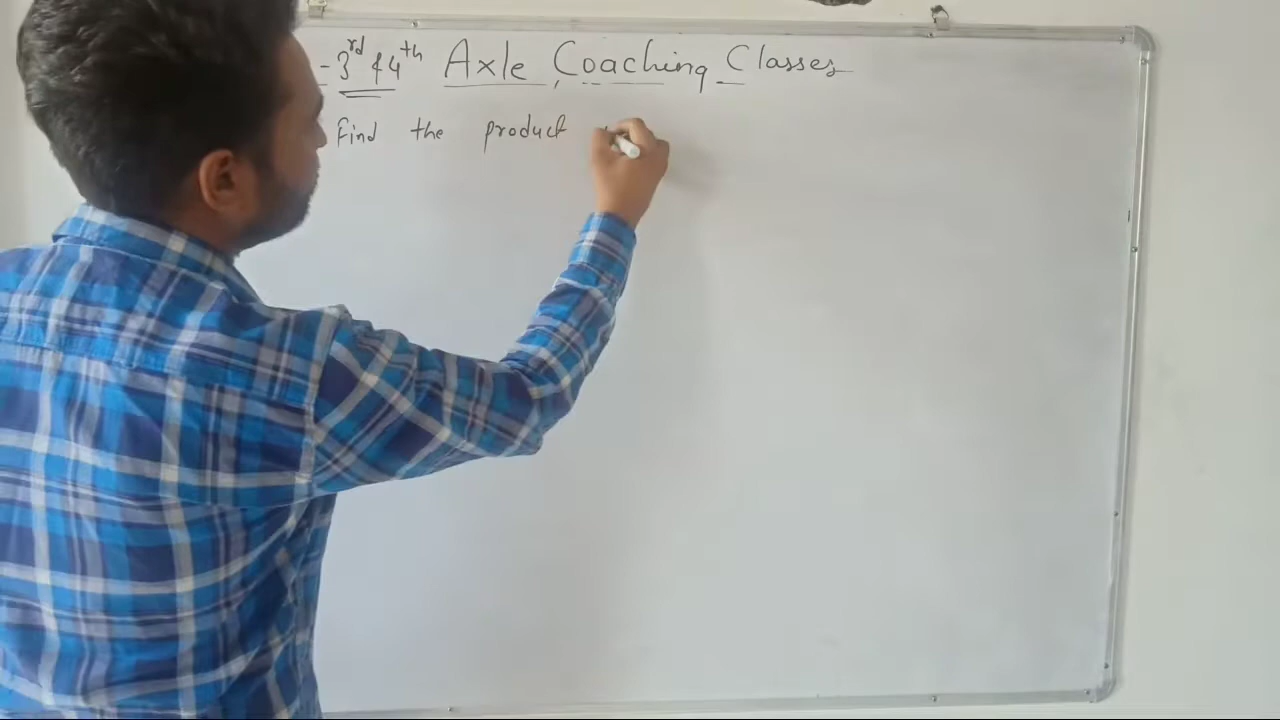 - 3rd & 4th Axle Coaching Classes
Find the product